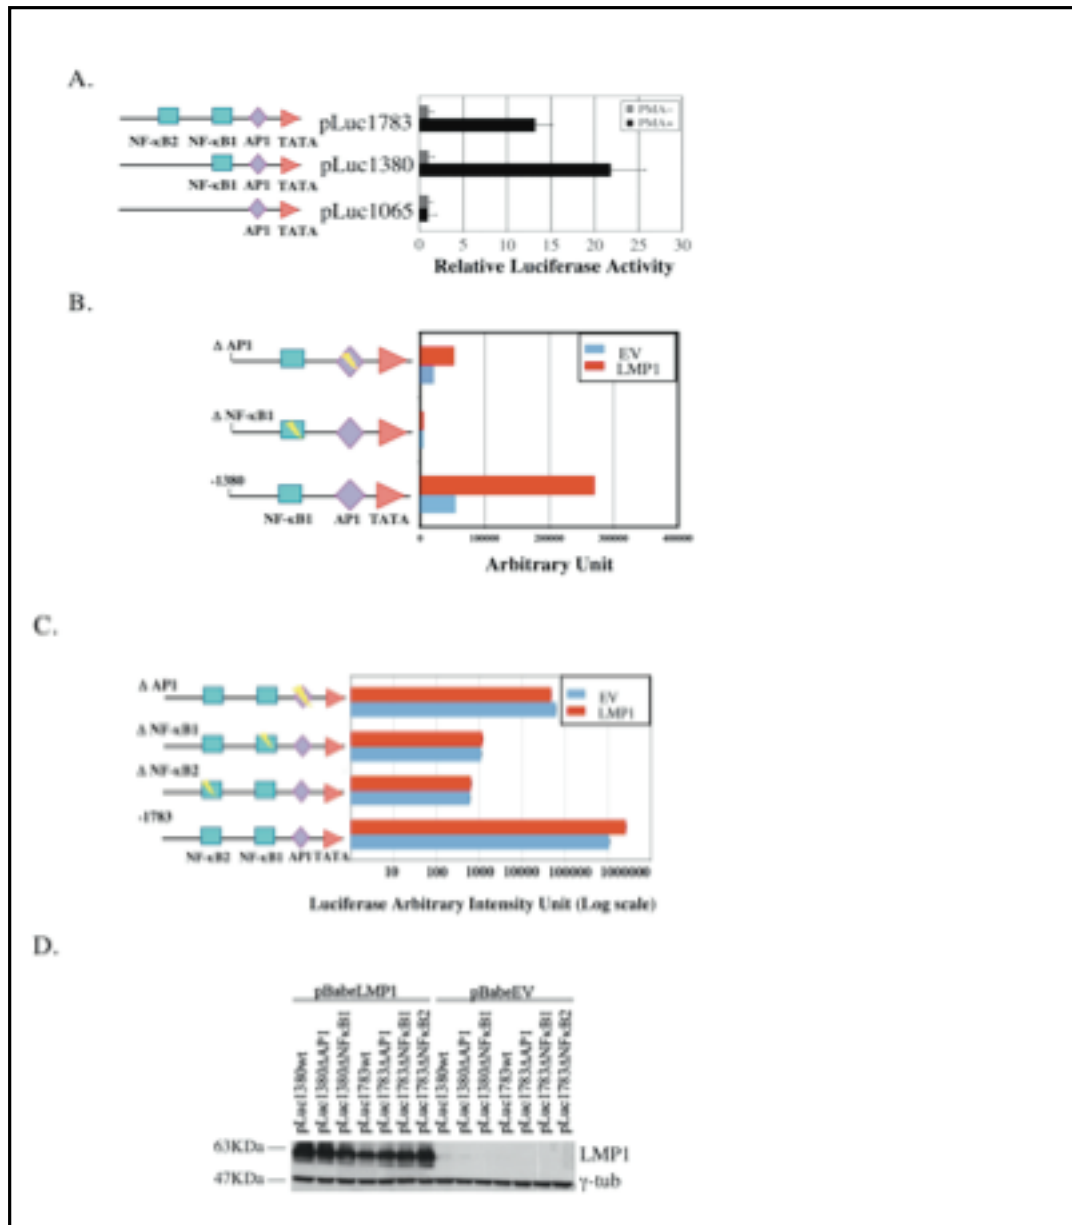 A.
NF-κB2 NF-κB1 AP1 TATA
pLuc1783
NF-κB1 AP1 TATA
pLuc1380
AP1 TATA
pLuc1065
PMA-
PMA+
0 5 10 15 20 25 30
Relative Luciferase Activity
B.
Δ AP1
Δ NF-κB1
-1380
NF-κB1 AP1 TATA
EV
LMP1
0 10000 20000 30000 40000
Arbitrary Unit
C.
Δ AP1
Δ NF-κB1
Δ NF-κB2
-1783
NF-κB2 NF-κB1 AP1 TATA
EV
LMP1
10 100 1000 10000 100000 1000000
Luciferase Arbitrary Intensity Unit (Log scale)
D.
pBabeLMP1 pBabeEV
pLuc1380wt
pLuc1380ΔAP1
pLuc1380ΔNFκB1
pLuc1783wt
pLuc1783ΔAP1
pLuc1783ΔNFκB1
pLuc1783ΔNFκB2
pLuc1380wt
pLuc1380ΔAP1
pLuc1380ΔNFκB1
pLuc1783wt
pLuc1783ΔAP1
pLuc1783ΔNFκB1
pLuc1783ΔNFκB2
63KDa
LMP1
47KDa
γ-tub